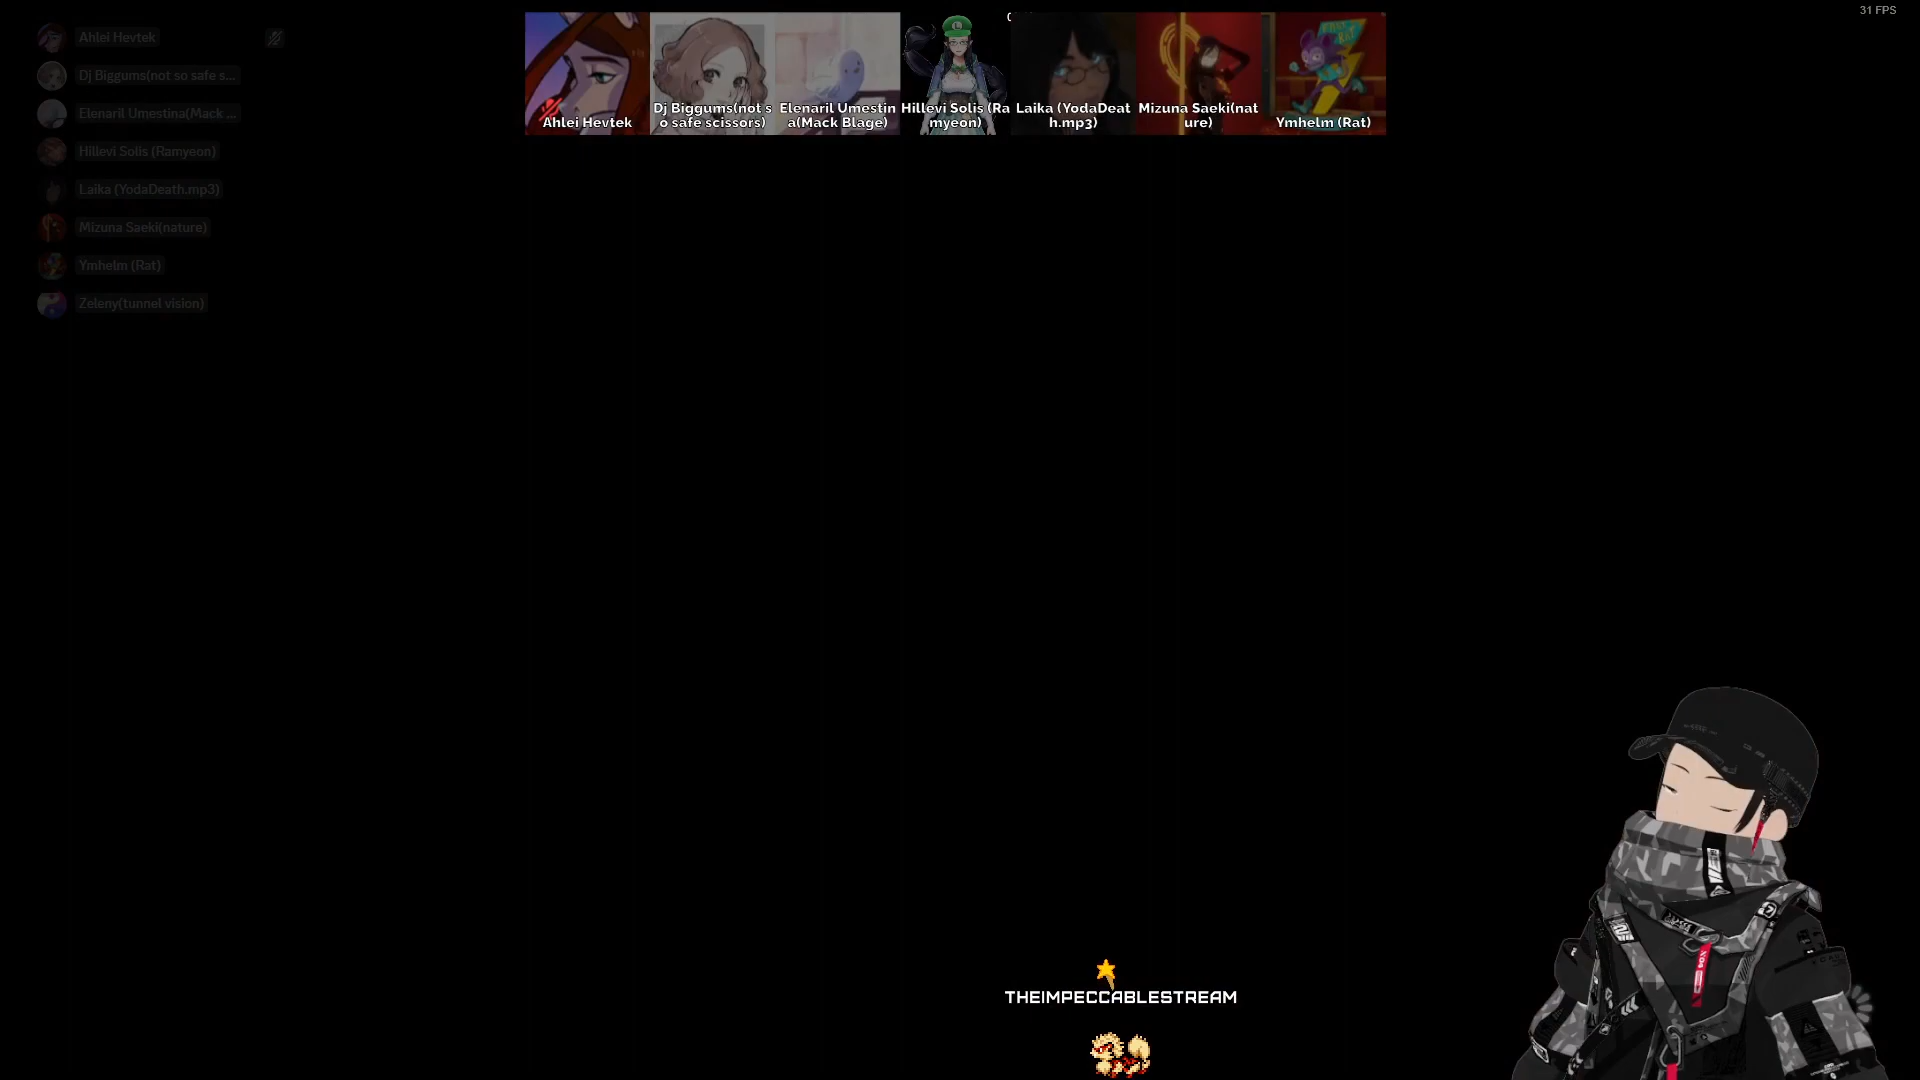 31 FPS
Ahlei Hevtek
Dj Biggums(not so safe s...
Elenaril Umestina(Mack ...
Hillevi Solis (Ramyeon)
Laika (YodaDeath.mp3)
Mizuna Saeki(nature)
Ymhelm (Rat)
Zeleny(tunnel vision)
Ahlei Hevtek
Dj Biggums(not s
o safe scissors)
Elenaril Umestin
a(Mack Blage)
Hillevi Solis (Ra
myeon)
Laika (YodaDeat
h.mp3)
Mizuna Saeki(nat
ure)
Ymhelm (Rat)
THEIMPECCABLESTREAM